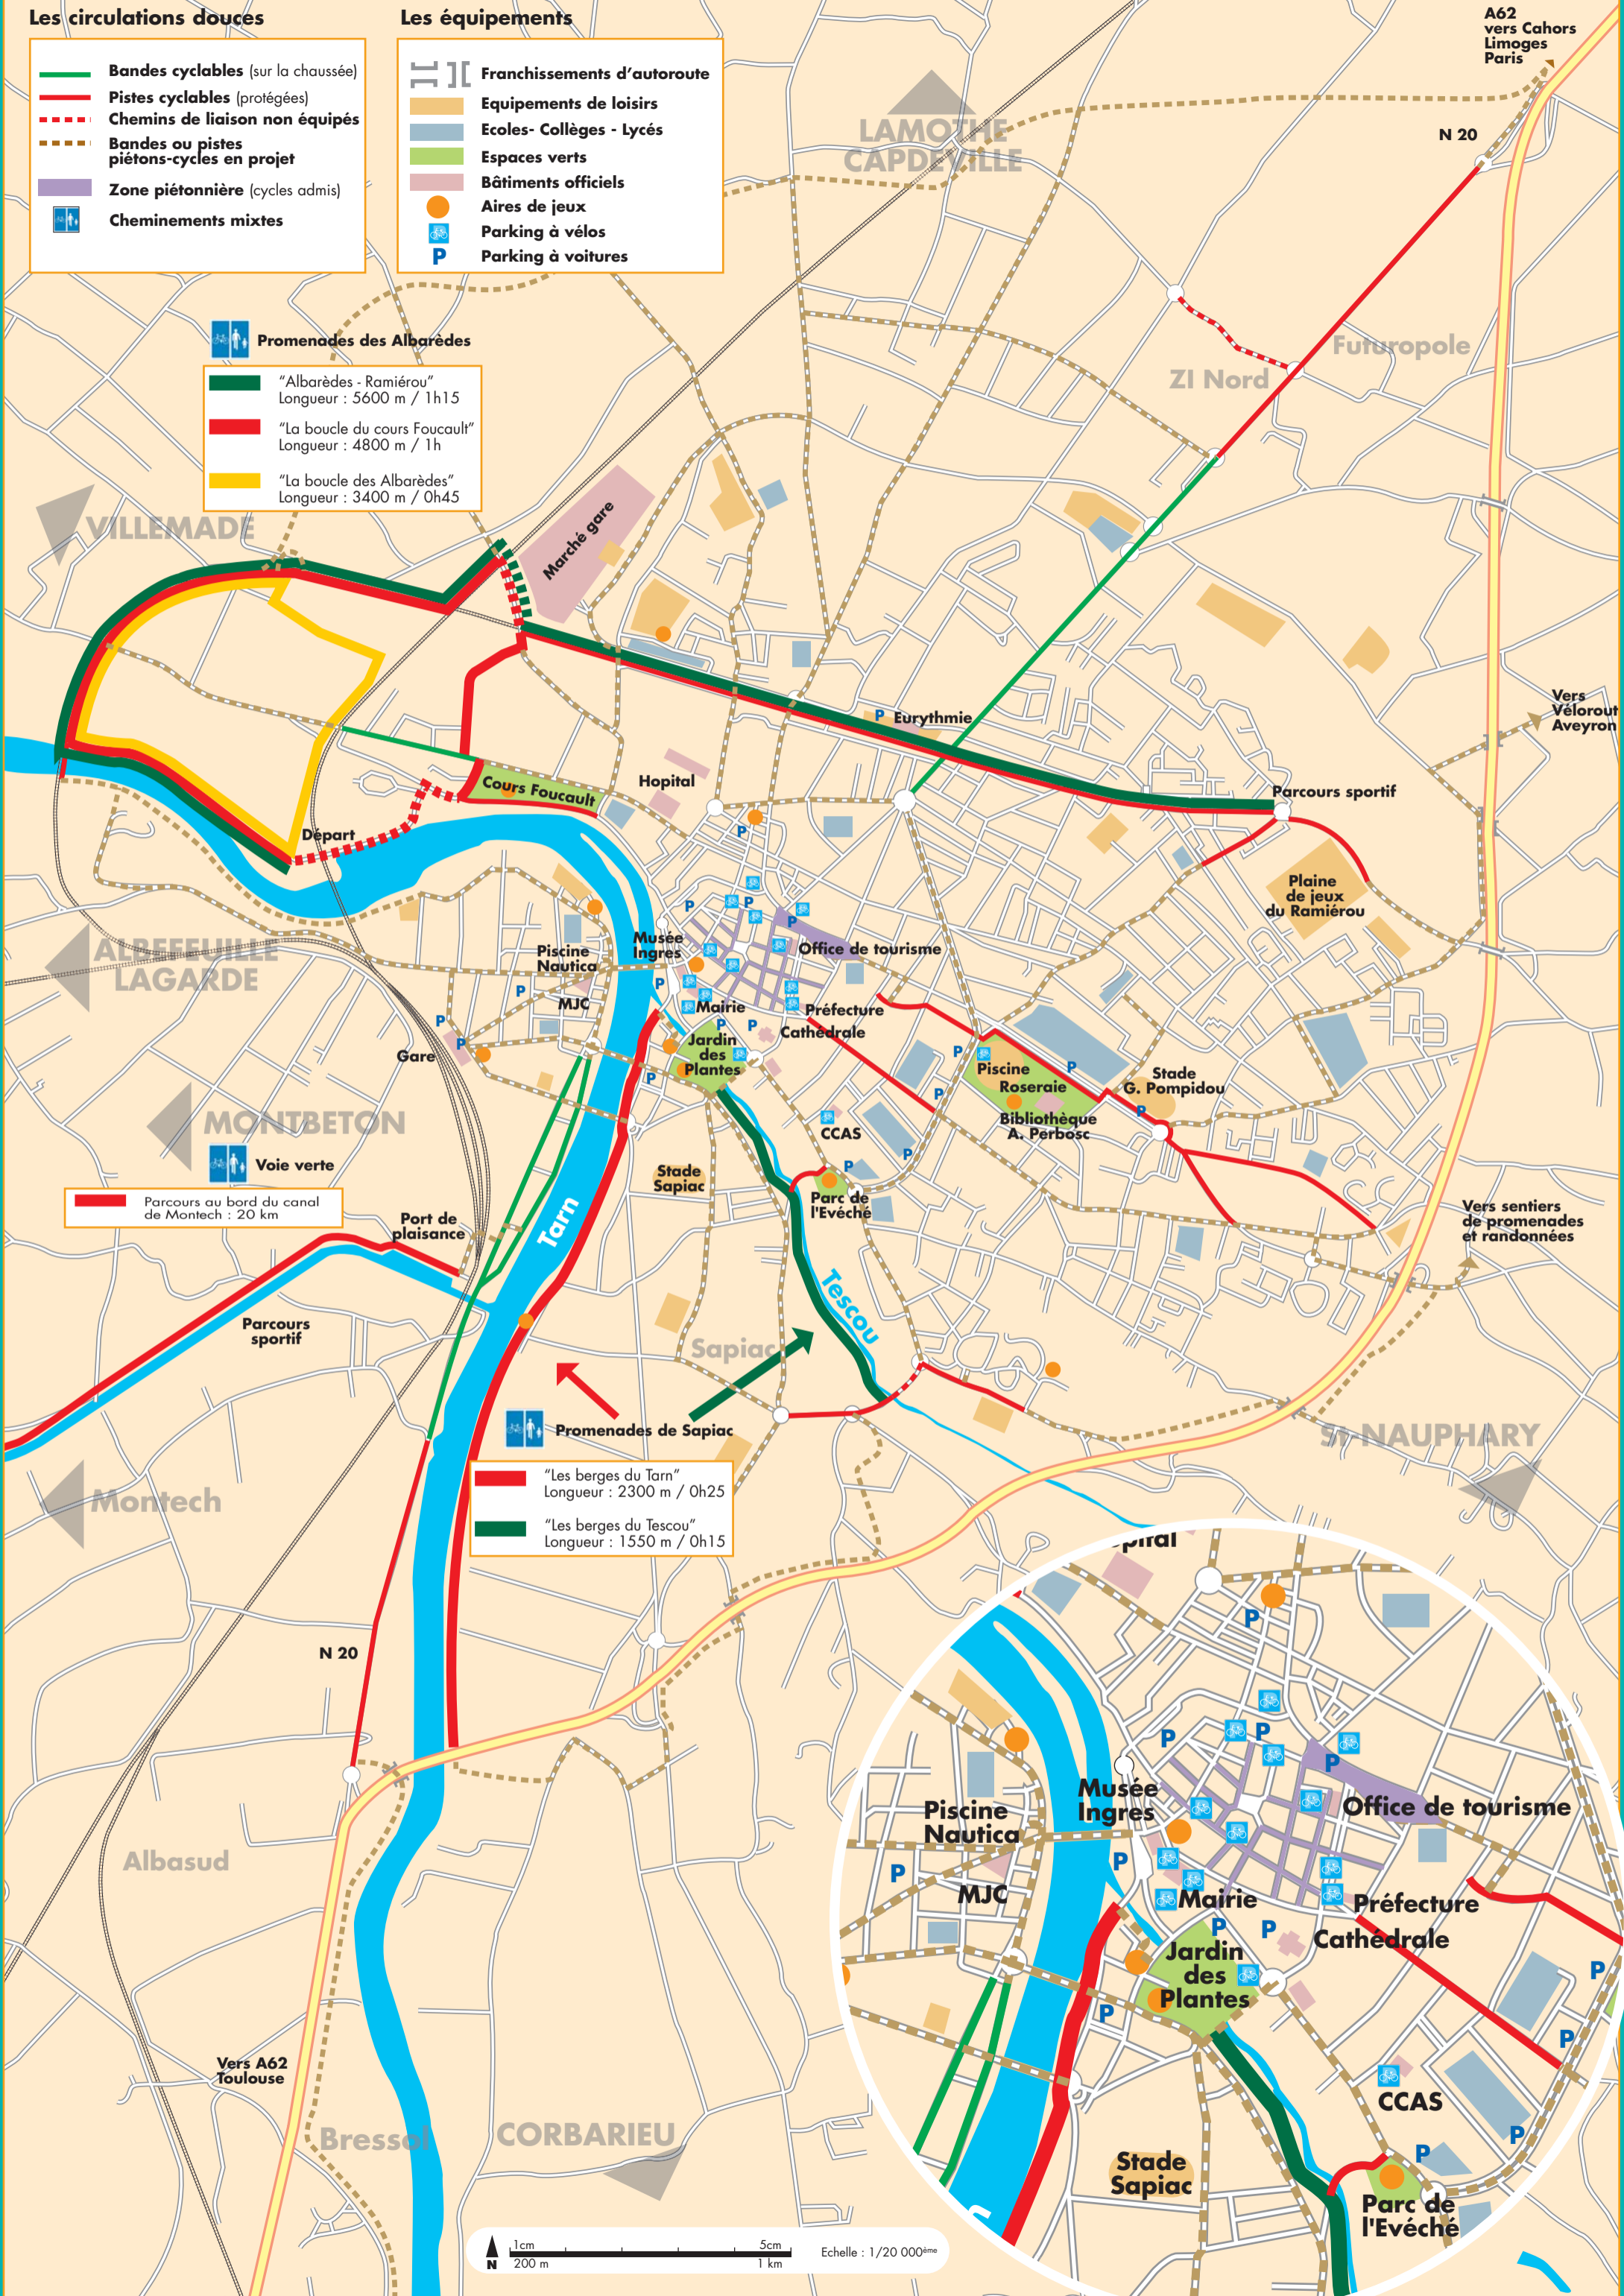 Les circulations douces
Bandes cyclables (sur la chaussée)
Pistes cyclables (protégées)
Chemins de liaison non équipés
Bandes ou pistes
piétons-cycles en projet
Zone piétonnière (cycles admis)
Cheminements mixtes
Les équipements
Franchissements d'autoroute
Equipements de loisirs
Ecoles- Collèges - Lycés
Espaces verts
Bâtiments officiels
Aires de jeux
Parking à vélos
P
Parking à voitures
A62
vers Cahors
Limoges
Paris
N 20
LAMOTHE
CAPDEVILLE
Futuropole
ZI Nord
Promenades des Albarèdes
"Albarèdes - Ramiérou"
Longueur : 5600 m / 1h15
"La boucle du cours Foucault"
Longueur : 4800 m / 1h
"La boucle des Albarèdes"
Longueur : 3400 m / 0h45
VILLEMADE
Marché gare
Vers
Vélorout
Aveyron
P
Eurythmie
Hopital
Cours Foucault
Parcours sportif
Départ
P
Plaine
de jeux
du Ramiérou
P
P
P
ALBEFEUILLE
LAGARDE
Musée
Ingres
Office de tourisme
Piscine
Nautica
P
P
MJC
Mairie
Préfecture
P
P
P
Cathédrale
Gare
P
Jardin
des
Plantes
P
P
P
Piscine
Roseraie
P
Stade
G. Pompidou
P
P
Bibliothèque
A. Perbosc
MONTBETON
CCAS
P
P
Voie verte
Parcours au bord du canal
de Montech : 20 km
Stade
Sapiac
Parc de
l'Evéché
Port de
plaisance
Tarn
Vers sentiers
de promenades
et randonnées
Tescou
Parcours
sportif
Sapiac
Promenades de Sapiac
"Les berges du Tarn"
Longueur : 2300 m / 0h25
"Les berges du Tescou"
Longueur : 1550 m / 0h15
St-NAUPHARY
Montech
N 20
Albasud
Vers A62
Toulouse
Bressol
CORBARIEU
pital
P
P
P
P
Musée
Ingres
Office de tourisme
Piscine
Nautica
P
P
MJC
Mairie
Préfecture
P
P
Cathédrale
Jardin
des
Plantes
P
P
P
CCAS
P
P
Stade
Sapiac
Parc de
l'Evéché
N
1cm
5cm
200 m
1 km
Echelle : 1/20 000ème